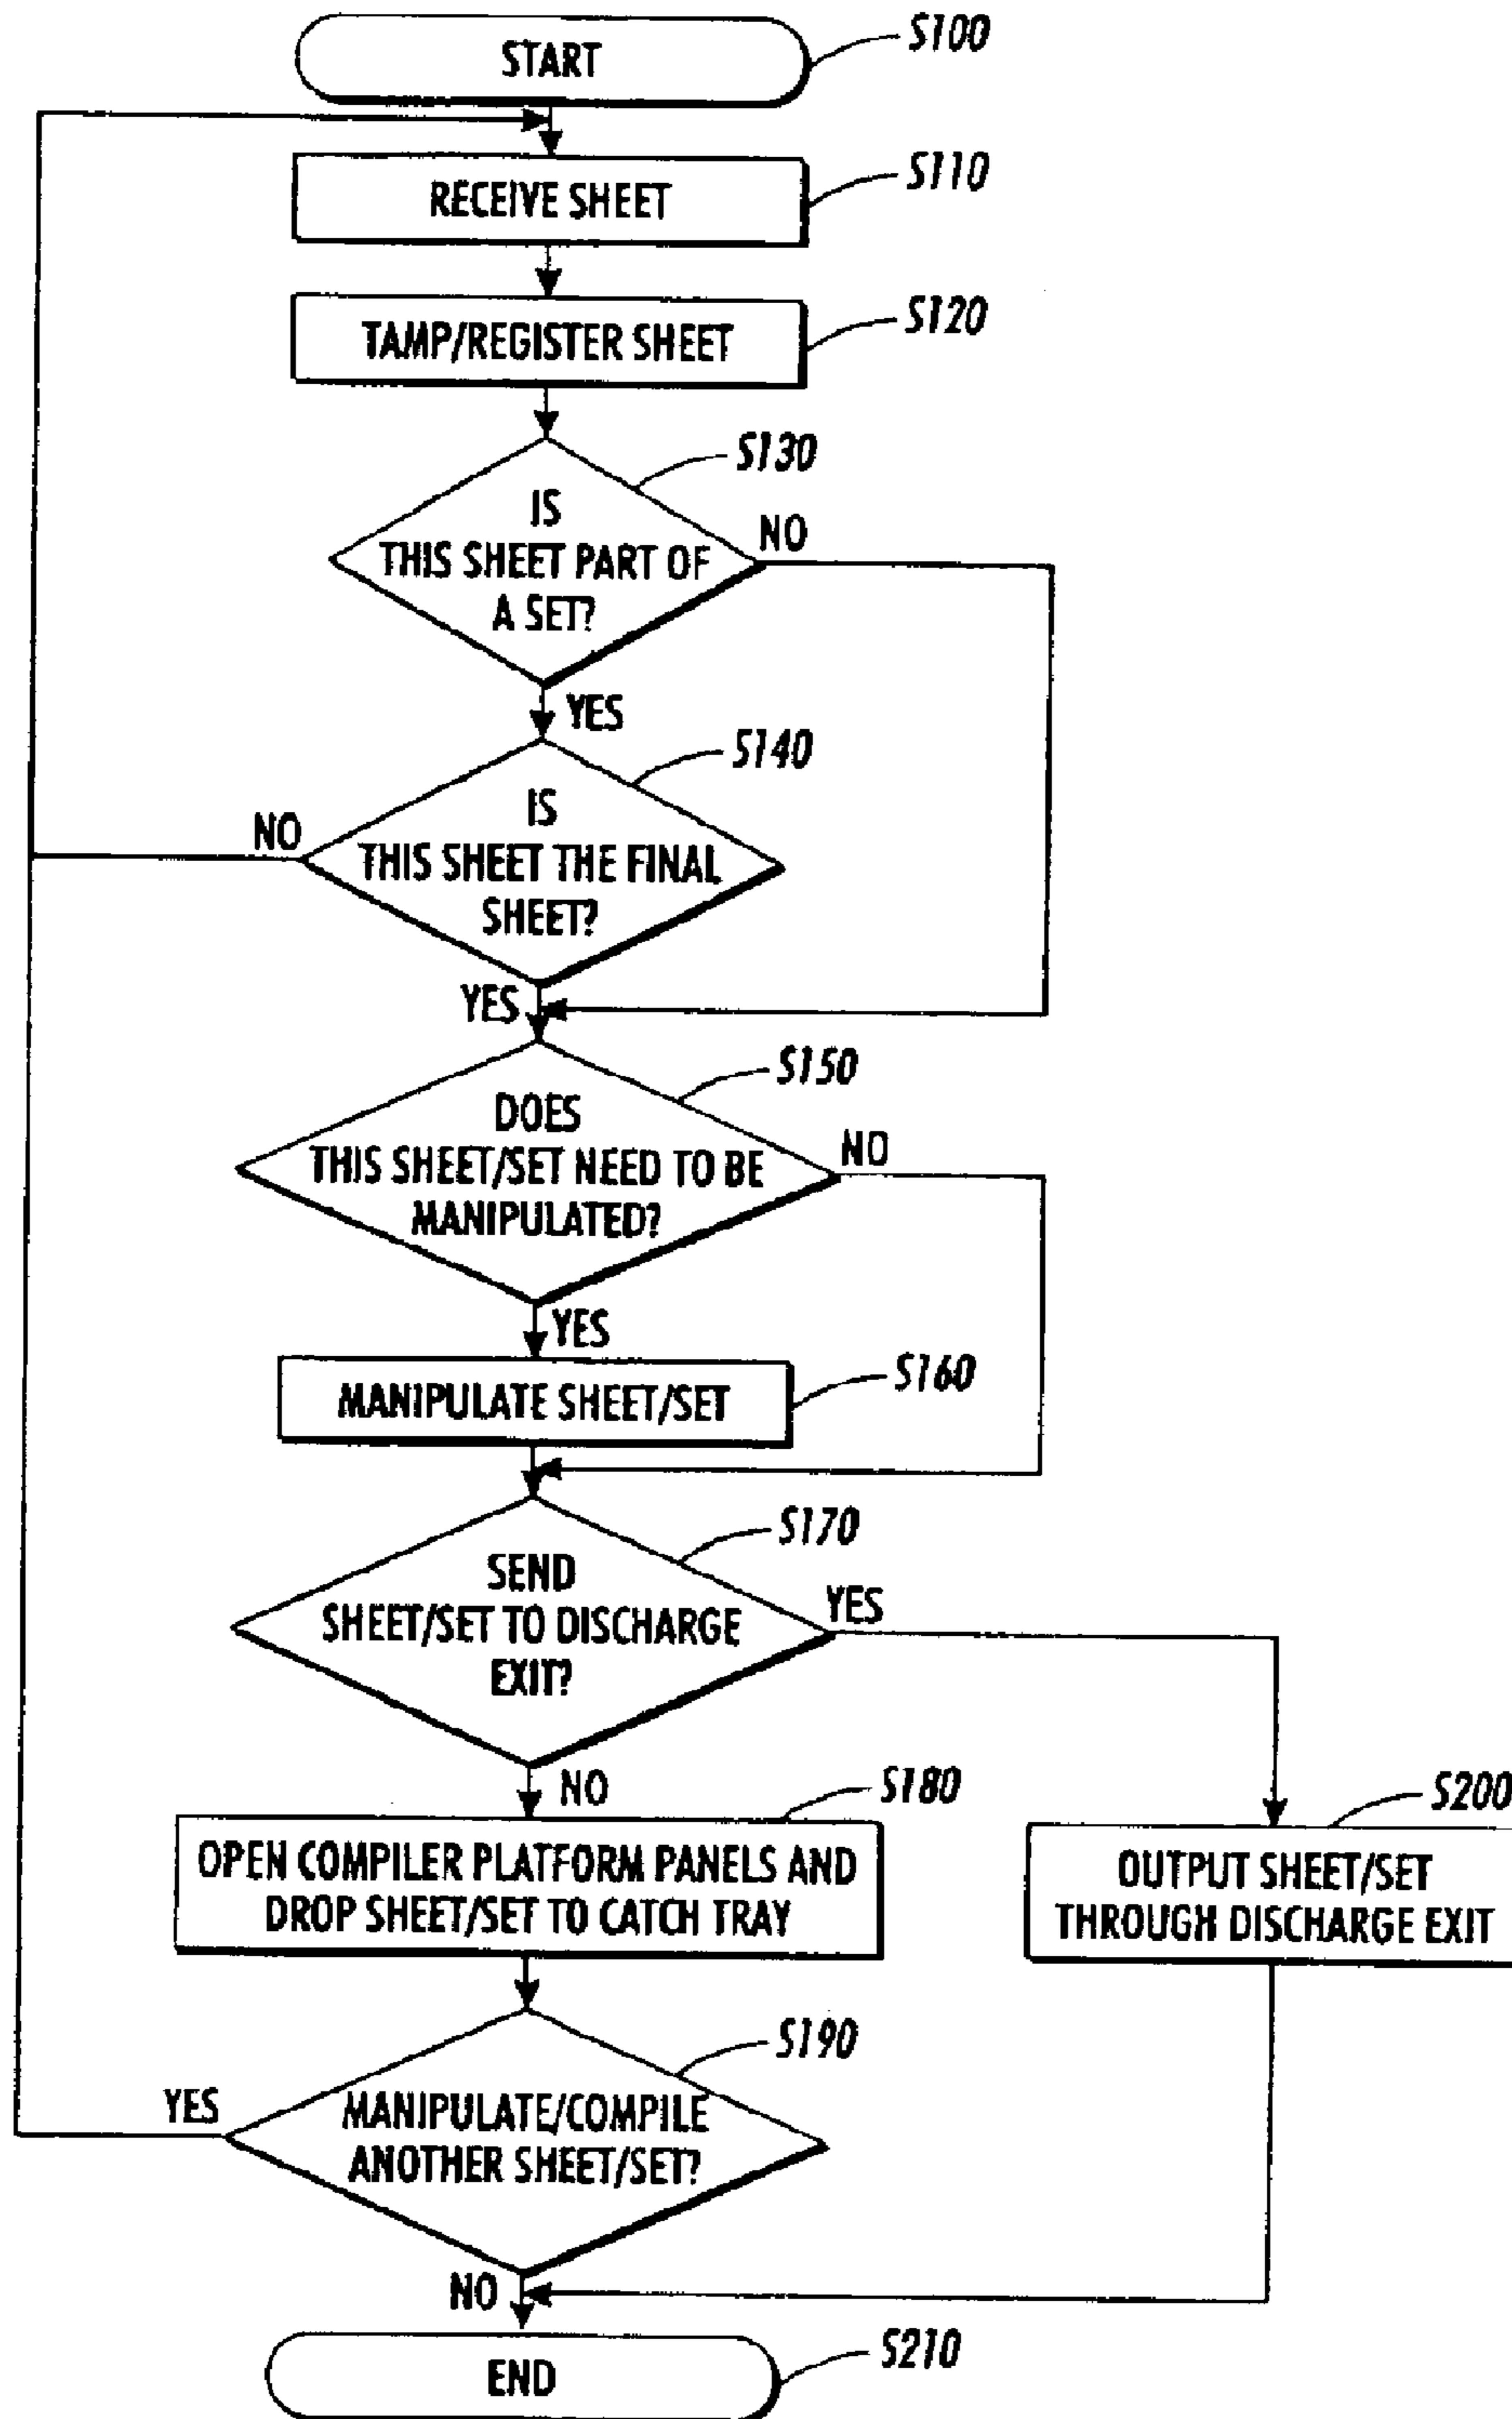 START
S100
RECEIVE SHEET
S110
TAMP/REGISTER SHEET
S120
S130
IS
THIS SHEET PART OF
A SET?
NO
YES
S140
IS
THIS SHEET THE FINAL
SHEET?
NO
YES
S150
DOES
THIS SHEET/SET NEED TO BE
MANIPULATED?
NO
YES
MANIPULATE SHEET/SET
S160
S170
SEND
SHEET/SET TO DISCHARGE
EXIT?
YES
NO
S180
OPEN COMPILER PLATFORM PANELS AND
DROP SHEET/SET TO CATCH TRAY
S200
OUTPUT SHEET/SET
THROUGH DISCHARGE EXIT
S190
MANIPULATE/COMPILE
ANOTHER SHEET/SET?
YES
NO
END
S210